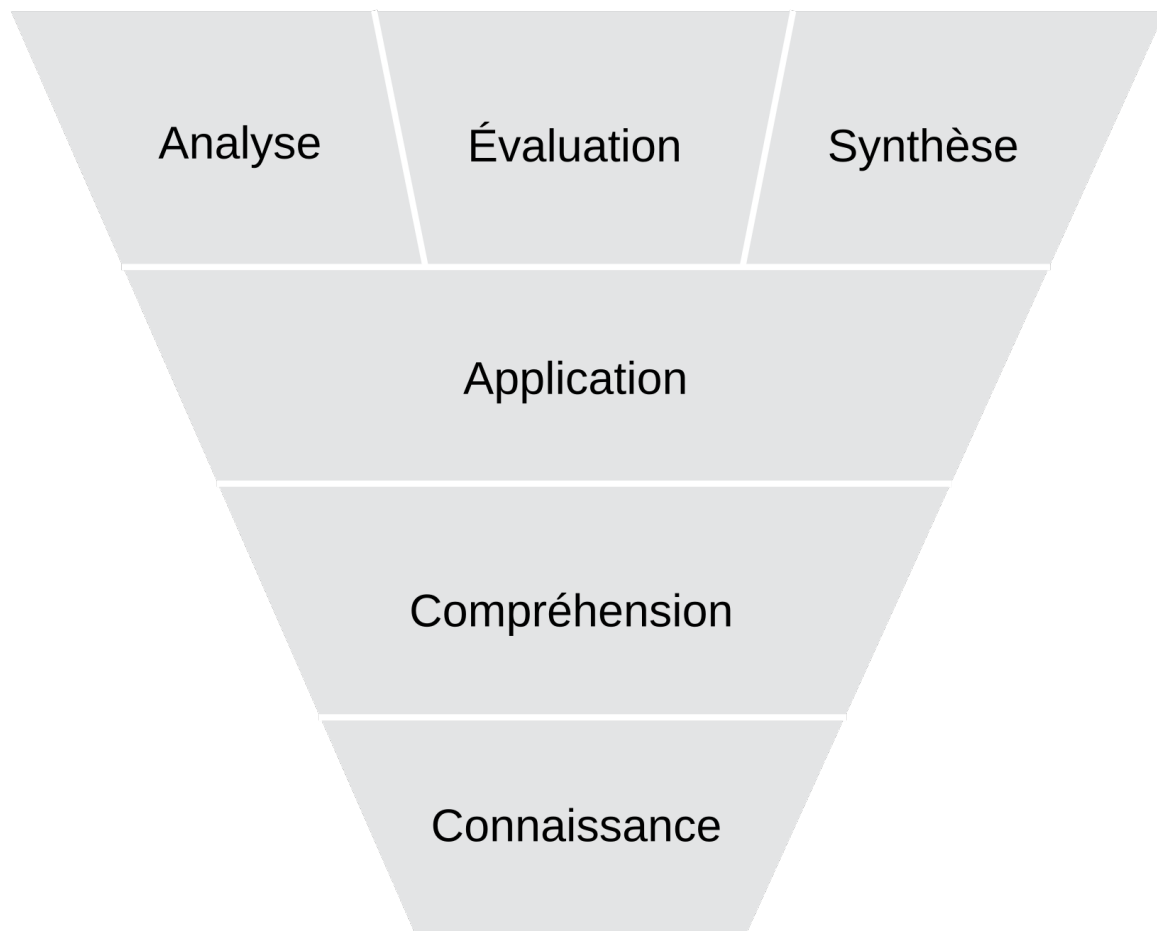 Analyse
Évaluation
Synthèse
Application
Compréhension
Connaissance